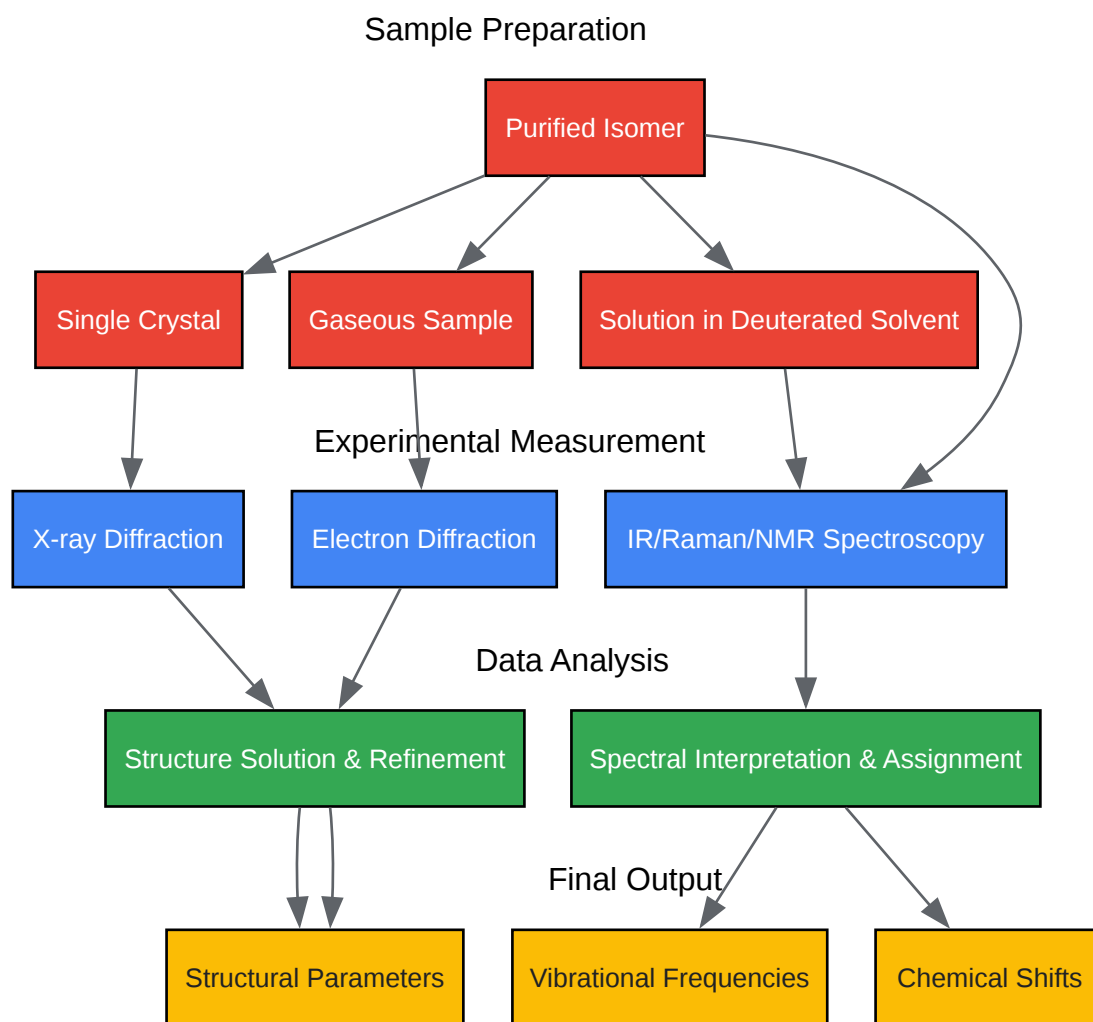 Sample Preparation
Purified Isomer
Single Crystal
Gaseous Sample
Solution in Deuterated Solvent
Experimental Measurement
X-ray Diffraction
Electron Diffraction
IR/Raman/NMR Spectroscopy
Data Analysis
Structure Solution & Refinement
Spectral Interpretation & Assignment
Final Output
Structural Parameters
Vibrational Frequencies
Chemical Shifts